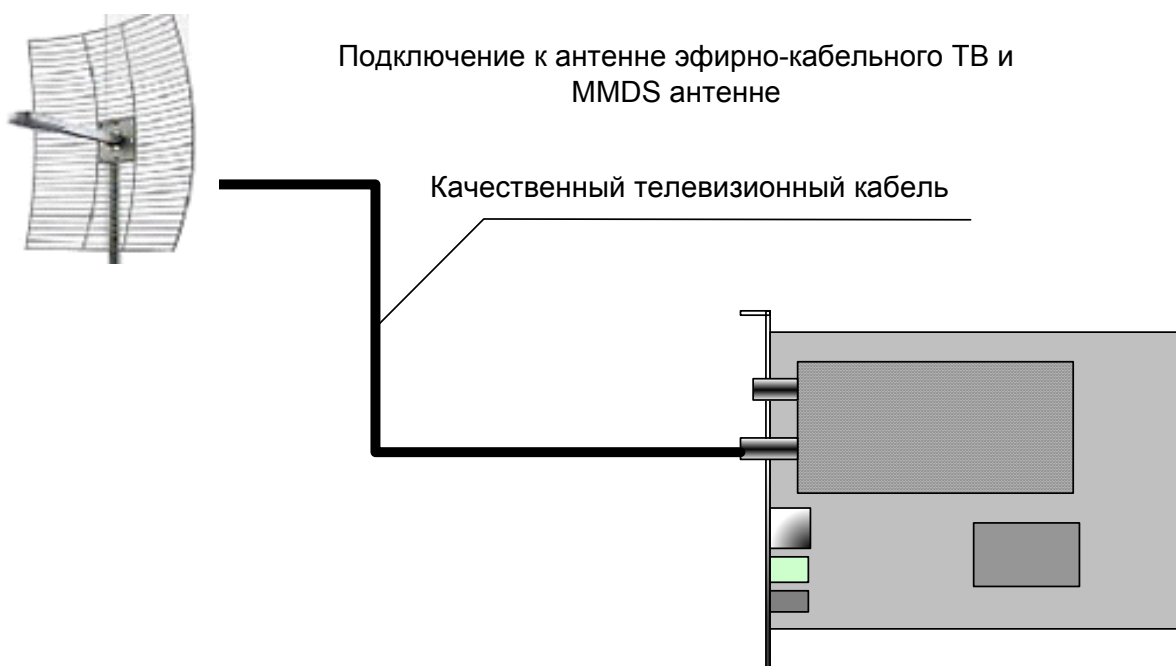 Подключение к антенне эфирно-кабельного ТВ и
MMDS антенне
Качественный телевизионный кабель